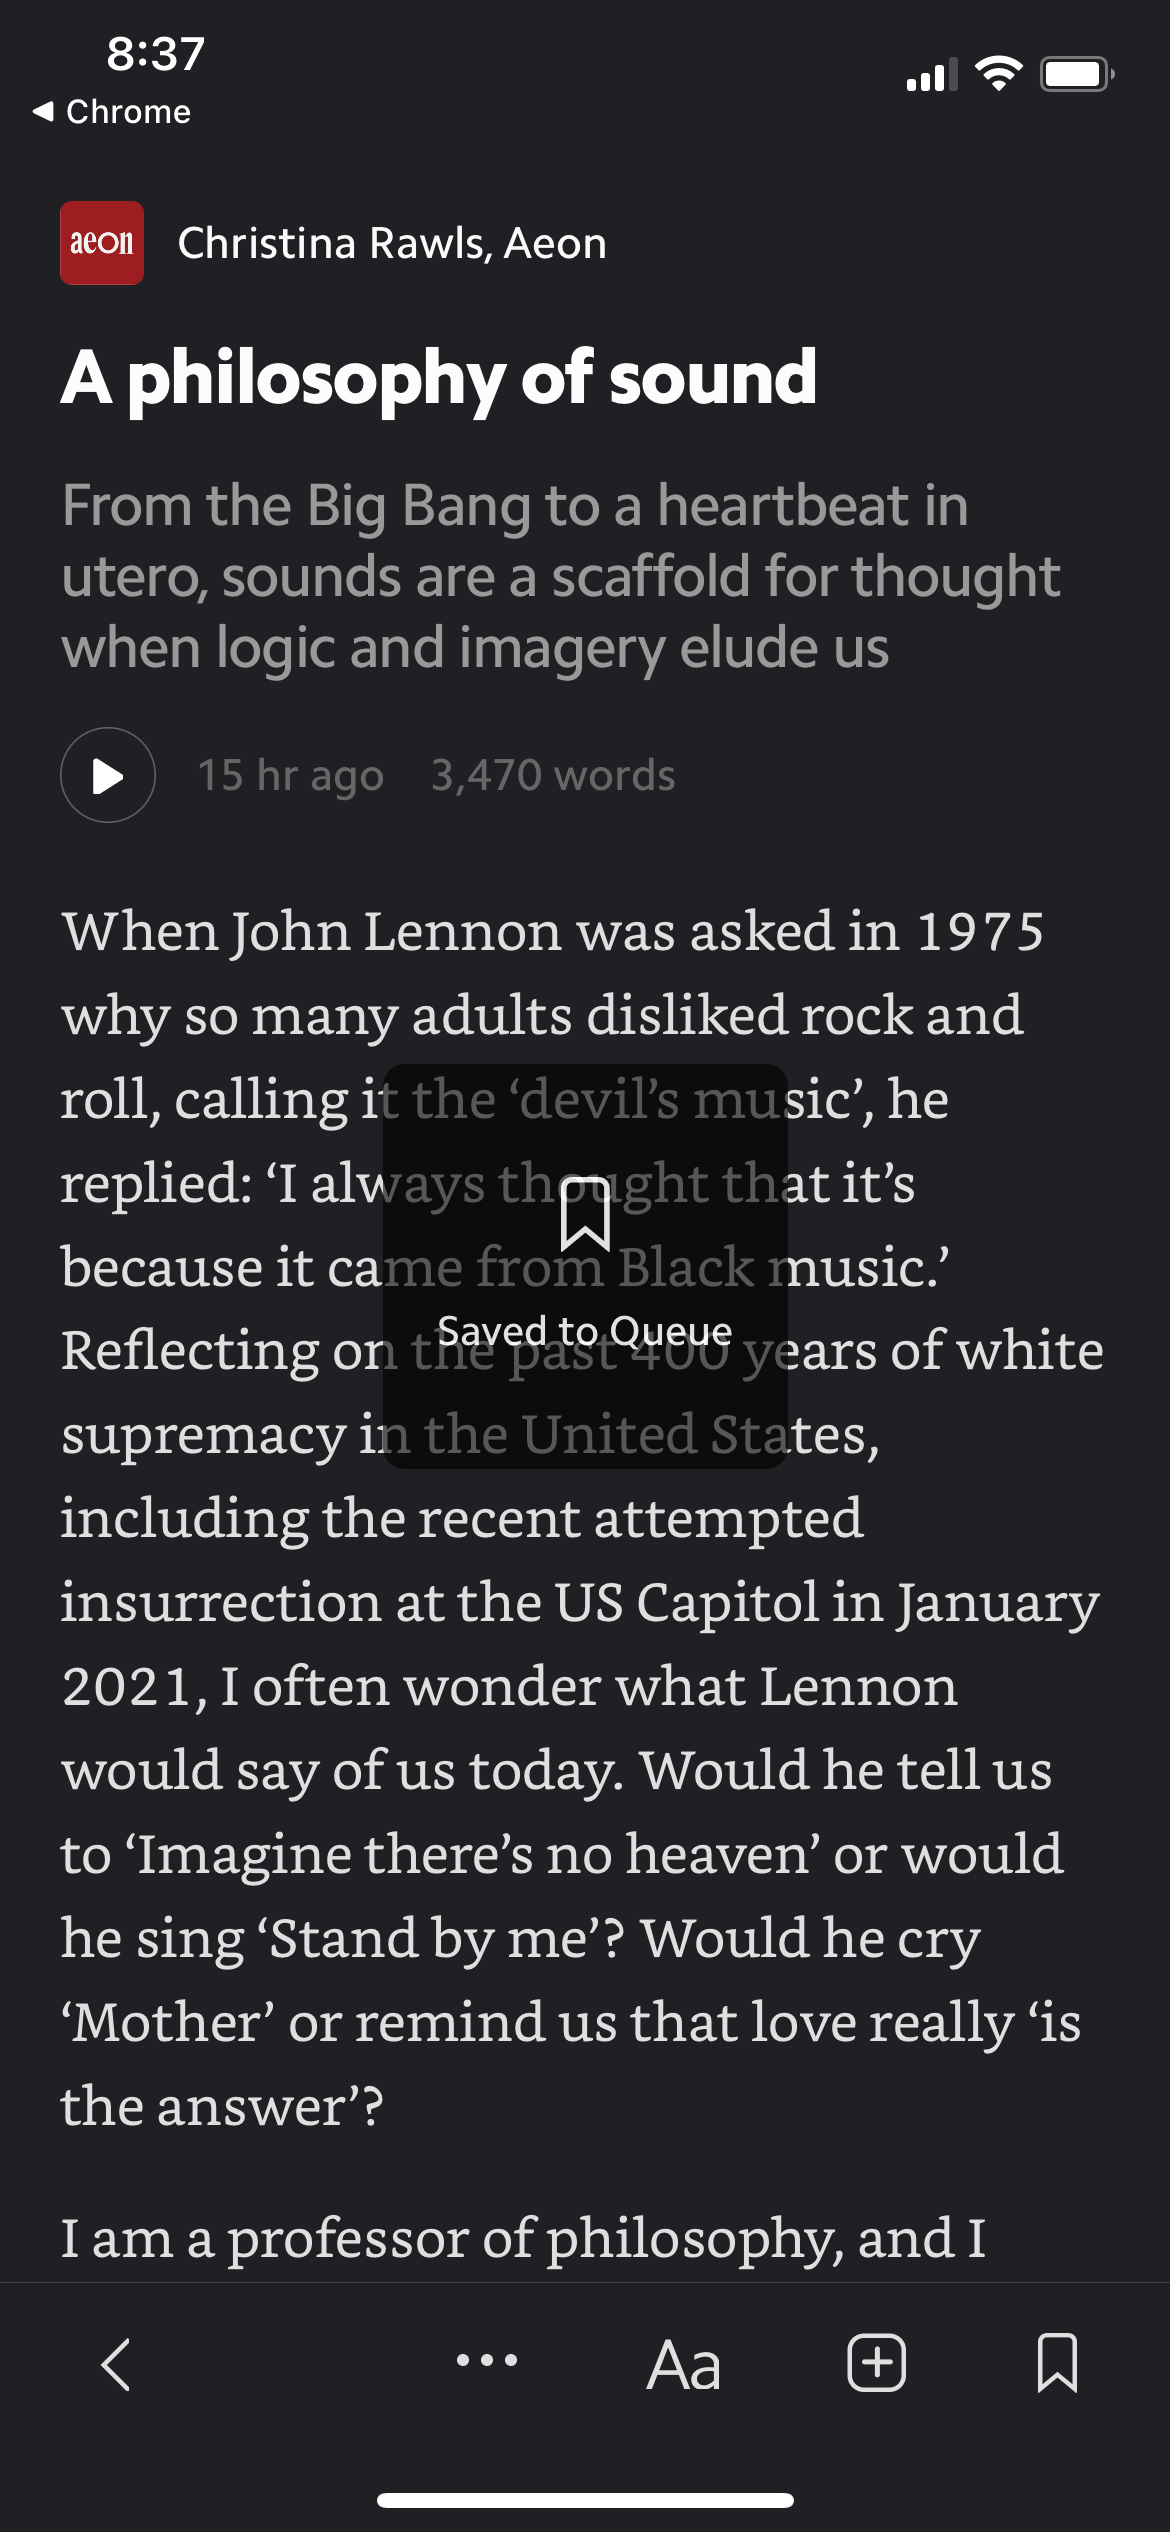 8:37
◀ Chrome
aeon
Christina Rawls, Aeon
A philosophy of sound
From the Big Bang to a heartbeat in
utero, sounds are a scaffold for thought
when logic and imagery elude us
15 hr ago 3,470 words
When John Lennon was asked in 1975
why so many adults disliked rock and
roll, calling it the ‘devil’s music’, he
replied: ‘I always thought that it’s
because it came from Black music.’
Saved to Queue
Reflecting on the past 400 years of white
supremacy in the United States,
including the recent attempted
insurrection at the US Capitol in January
2021, I often wonder what Lennon
would say of us today. Would he tell us
to ‘Imagine there’s no heaven’ or would
he sing ‘Stand by me’? Would he cry
‘Mother’ or remind us that love really ‘is
the answer’?
I am a professor of philosophy, and I
Aa